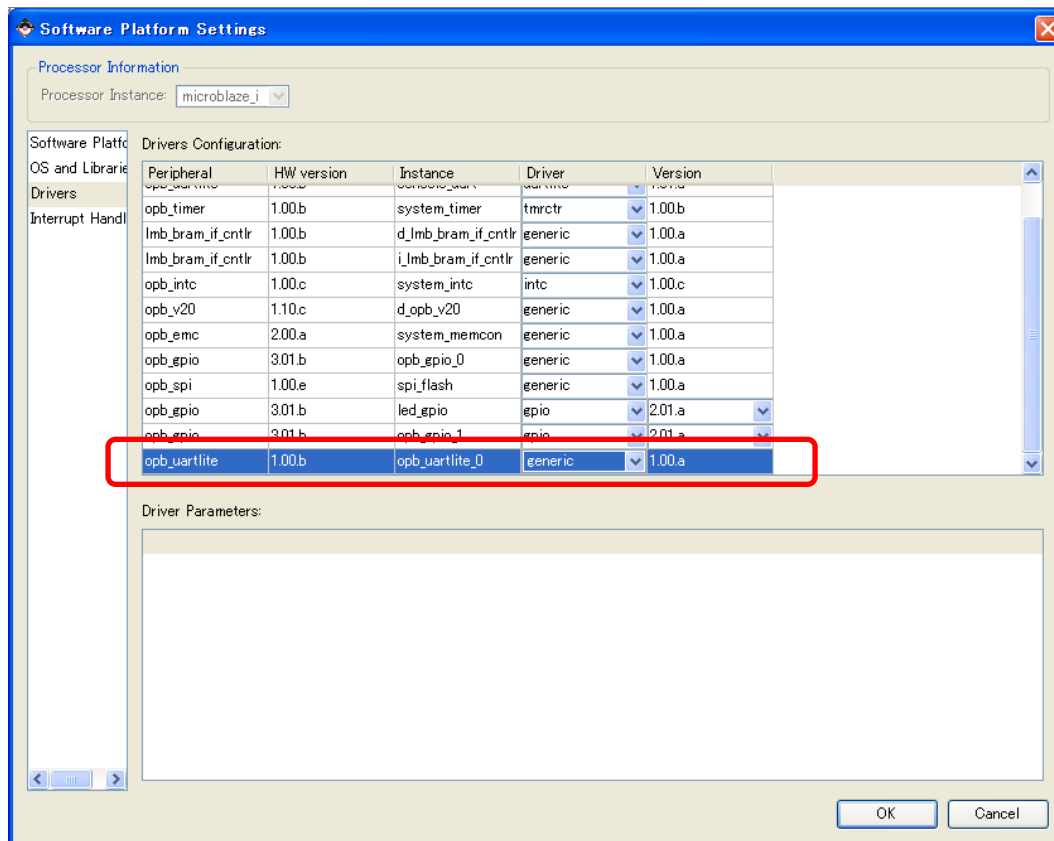 Software Platform Settings
Processor Information
Processor Instance: microblaze_i
Software Platfo
OS and Librarie
Drivers
Interrupt Handl
Drivers Configuration:
Peripheral HW version Instance Driver Version
opb_timer 1.00.b system_timer tmrctr 1.00.b
lmb_bram_if_cntlr 1.00.b d_lmb_bram_if_cntlr generic 1.00.a
lmb_bram_if_cntlr 1.00.b i_lmb_bram_if_cntlr generic 1.00.a
opb_intc 1.00.c system_intc intc 1.00.c
opb_v20 1.10.c d_opb_v20 generic 1.00.a
opb_emc 2.00.a system_memcon generic 1.00.a
opb_gpio 3.01.b opb_gpio_0 generic 1.00.a
opb_spi 1.00.e spi_flash generic 1.00.a
opb_gpio 3.01.b led_gpio gpio 2.01.a
opb_gpio 3.01.b opb_gpio_1 gpio 2.01.a
opb_uartlite 1.00.b opb_uartlite_0 generic 1.00.a
Driver Parameters:
OK Cancel